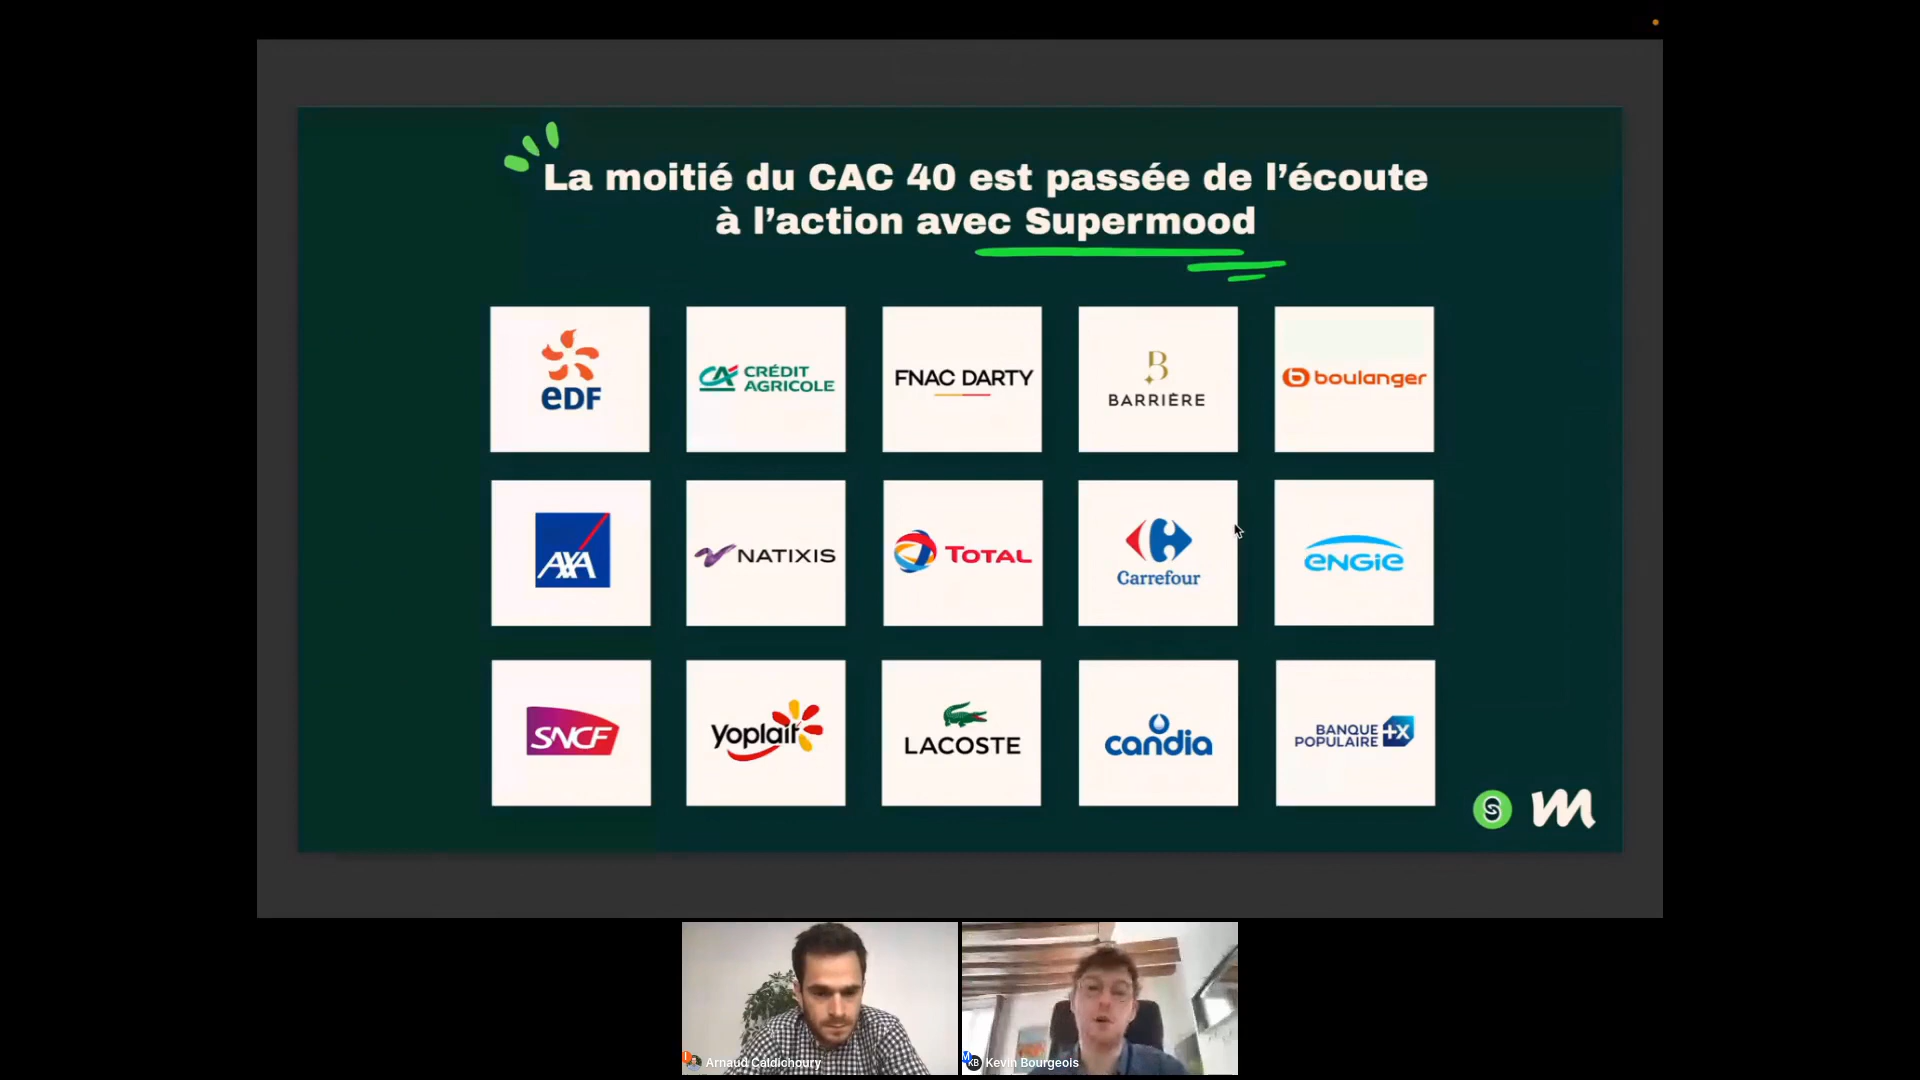 La moitié du CAC 40 est passée de l’écoute
à l’action avec Supermood
eDF
CRÉDIT
AGRICOLE
FNAC DARTY
B
BARRIÈRE
boulanger
AXA
NATIXIS
TOTAL
Carrefour
ENGIE
SNCF
Yoplait
LACOSTE
candia
BANQUE
POPULAIRE
+X
S m
Arnaud Caldichoury
KB Kevin Bourgeois